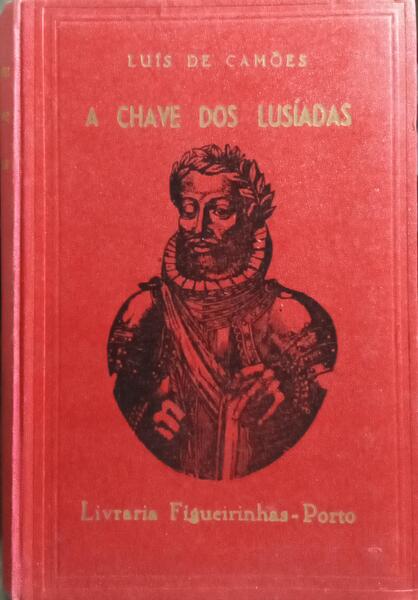 LUÍS DE CAMÕES
A CHAVE DOS LUSÍADAS
Livraria Figueirinhas-Porto